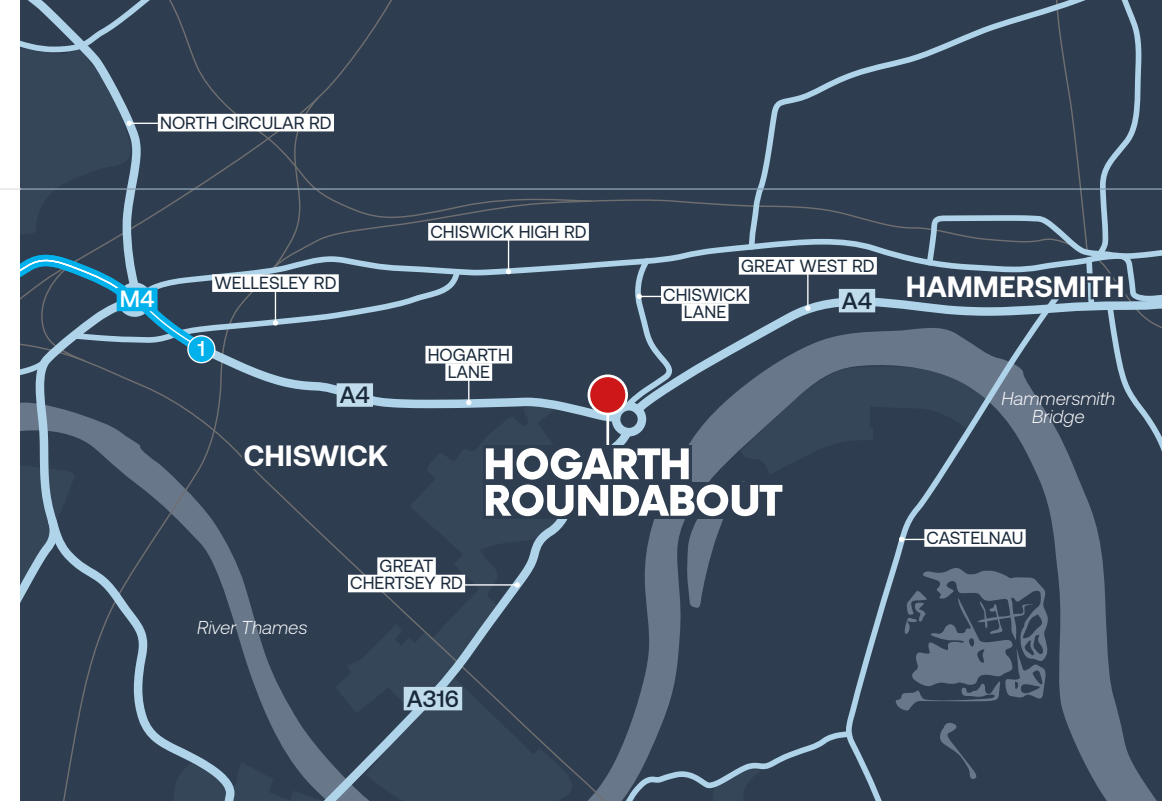 NORTH CIRCULAR RD
CHISWICK HIGH RD
GREAT WEST RD
WELLESLEY RD
HAMMERSMITH
M4
CHISWICK
LANE
A4
1
HOGARTH
LANE
A4
Hammersmith
Bridge
CHISWICK
HOGARTH
ROUNDABOUT
CASTELNAU
GREAT
CHERTSEY RD
River Thames
A316